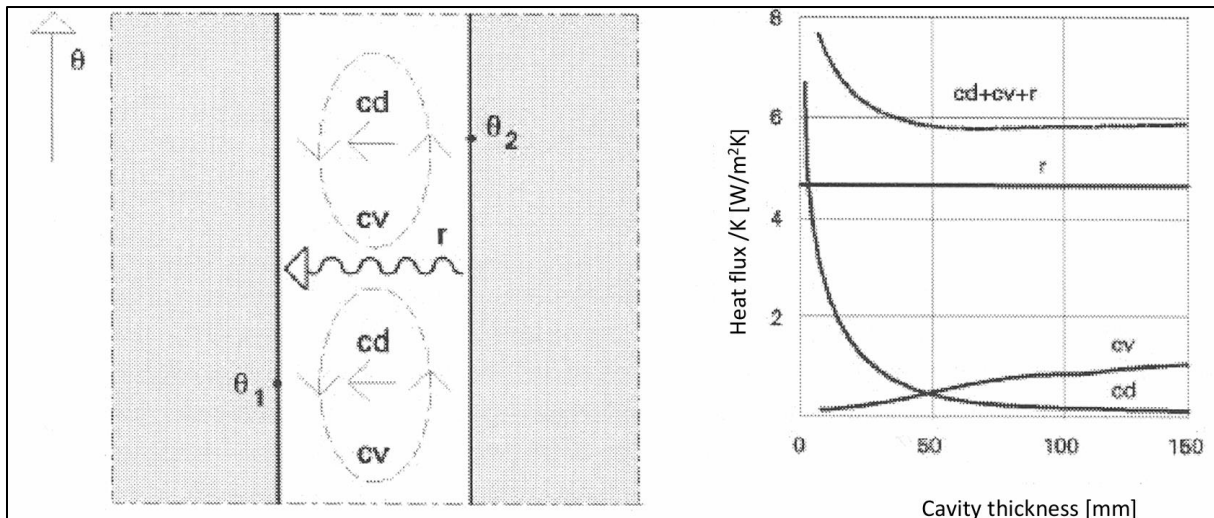 θ
cd
θ₂
cv
r
cd
θ₁
cv
Heat flux /K [W/m²K]
8
6
4
2
0
50
100
150
cd+cv+r
r
cv
cd
Cavity thickness [mm]